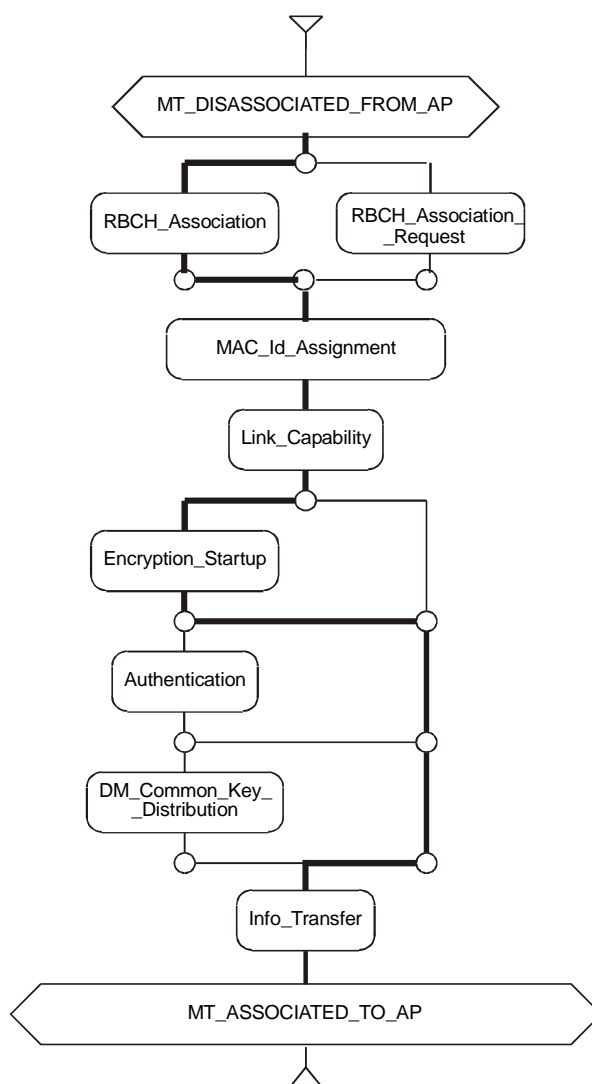 MT_DISASSOCIATED_FROM_AP
RBCH_Association
RBCH_Association_
_Request
MAC_Id_Assignment
Link_Capability
Encryption_Startup
Authentication
DM_Common_Key_
_Distribution
Info_Transfer
MT_ASSOCIATED_TO_AP